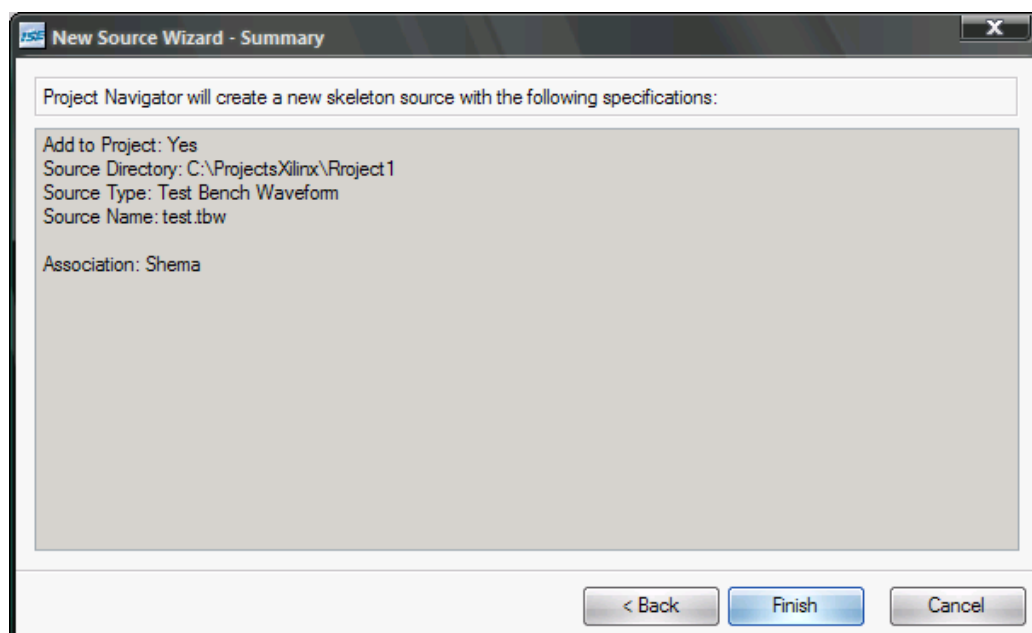 ISE New Source Wizard - Summary
X
Project Navigator will create a new skeleton source with the following specifications:
Add to Project: Yes
Source Directory: C:\ProjectsXilinx\Rroject1
Source Type: Test Bench Waveform
Source Name: test.tbw
Association: Shema
< Back Finish Cancel